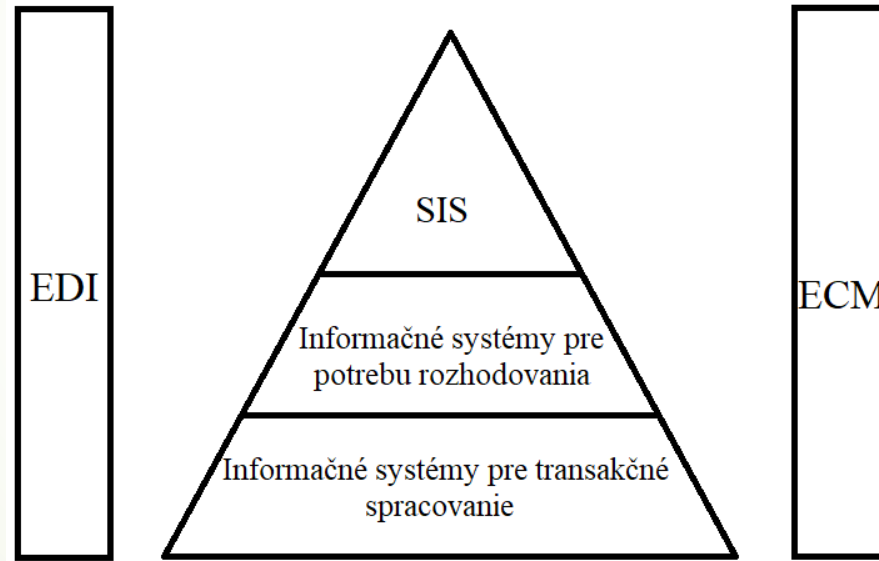 EDI
SIS
Informačné systémy pre
potrebu rozhodovania
Informačné systémy pre transakčné
spracovanie
ECM